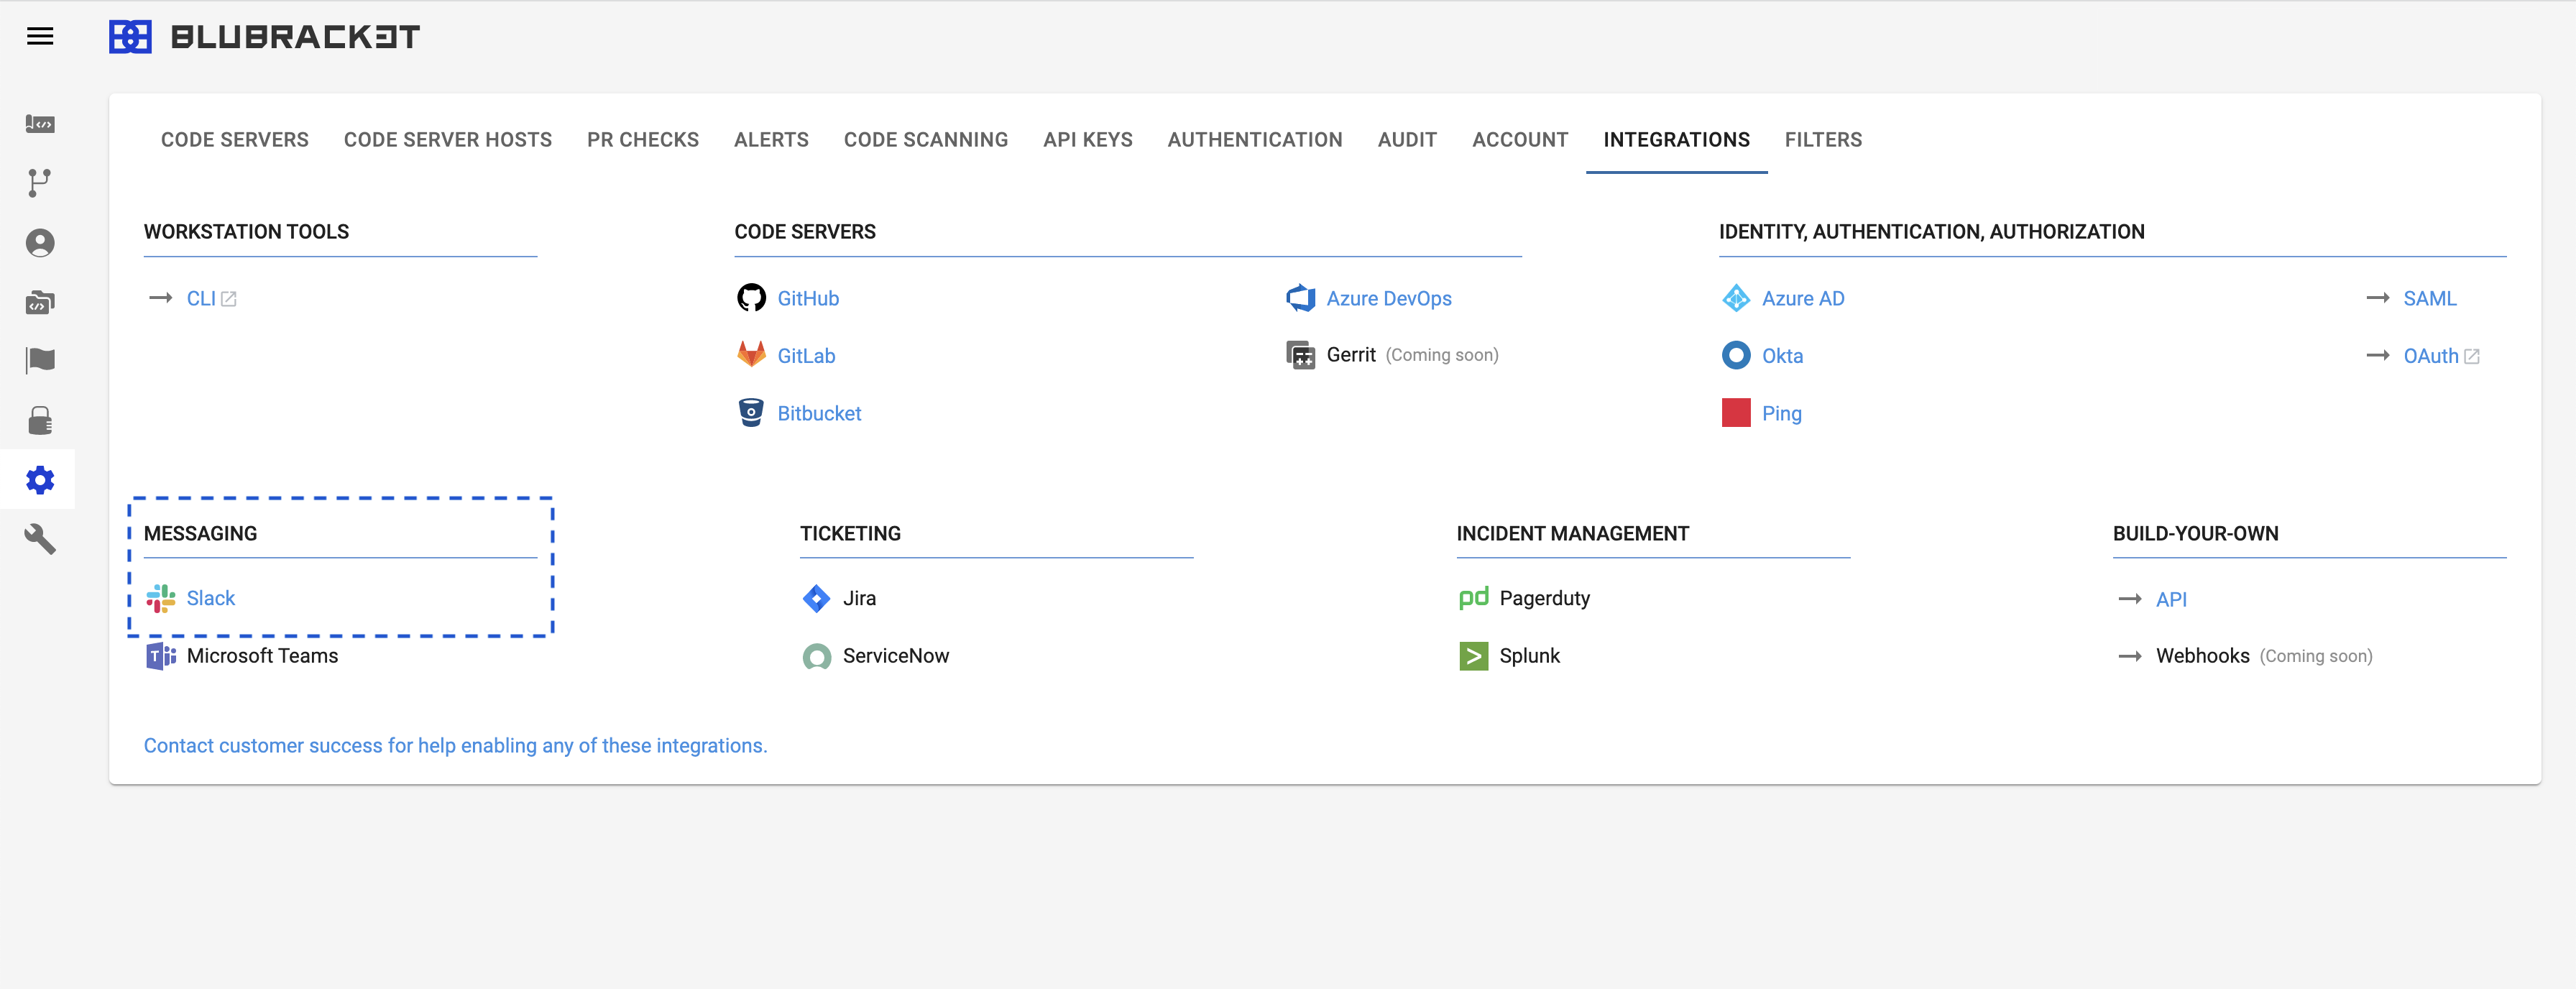 BLUBRACKET
CODE SERVERS CODE SERVER HOSTS PR CHECKS ALERTS CODE SCANNING API KEYS AUTHENTICATION AUDIT ACCOUNT INTEGRATIONS FILTERS
WORKSTATION TOOLS
CLI
CODE SERVERS
GitHub
GitLab
Bitbucket
Azure DevOps
Gerrit (Coming soon)
IDENTITY, AUTHENTICATION, AUTHORIZATION
Azure AD
Okta
Ping
SAML
OAuth
MESSAGING
Slack
Microsoft Teams
TICKETING
Jira
ServiceNow
INCIDENT MANAGEMENT
pd Pagerduty
Splunk
BUILD-YOUR-OWN
API
Webhooks (Coming soon)
Contact customer success for help enabling any of these integrations.